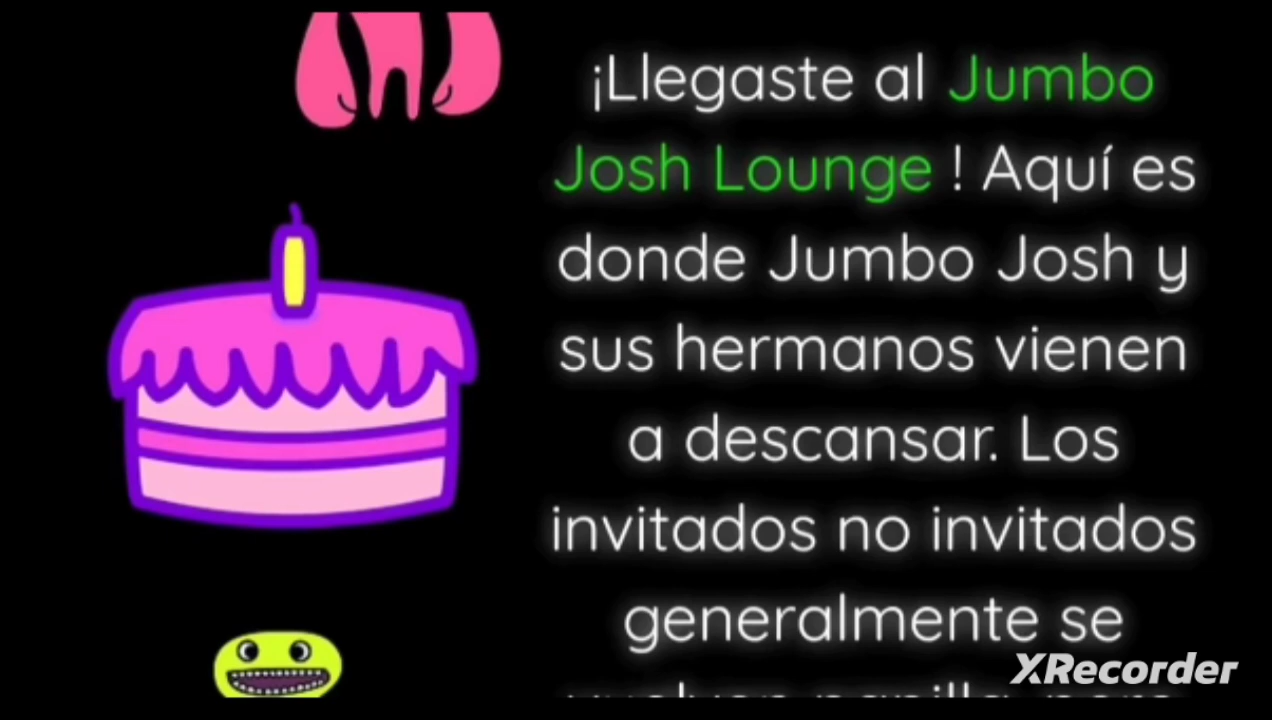 ¡Llegaste al Jumbo
Josh Lounge ! Aquí es
donde Jumbo Josh y
sus hermanos vienen
a descansar. Los
invitados no invitados
generalmente se
XRecorder